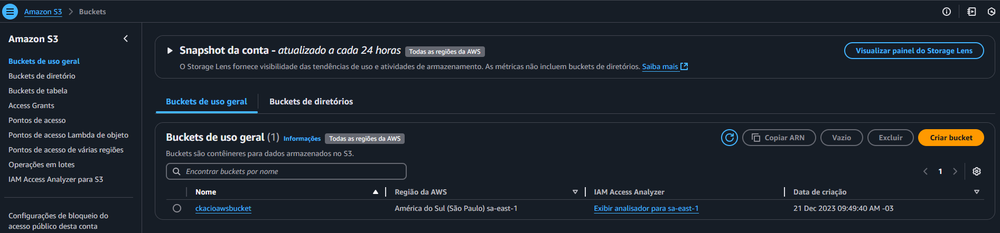 Amazon S3 > Buckets
Amazon S3
Buckets de uso geral
Buckets de diretório
Buckets de tabela
Access Grants
Pontos de acesso
Pontos de acesso Lambda de objeto
Pontos de acesso de várias regiões
Operações em lotes
IAM Access Analyzer para S3
Configurações de bloqueio do
acesso público desta conta
Snapshot da conta - atualizado a cada 24 horas Todas as regiões da AWS
Visualizar painel do Storage Lens
O Storage Lens fornece visibilidade das tendências de uso e atividades de armazenamento. As métricas não incluem buckets de diretórios. Saiba mais
Buckets de uso geral Buckets de diretórios
Buckets de uso geral (1) Informações Todas as regiões da AWS
Copiar ARN Vazio Excluir Criar bucket
Buckets são contêineres para dados armazenados no S3.
Encontrar buckets por nome
1
Nome Região da AWS IAM Access Analyzer Data de criação
ckacioawsbucket América do Sul (São Paulo) sa-east-1 Exibir analisador para sa-east-1 21 Dec 2023 09:49:40 AM -03